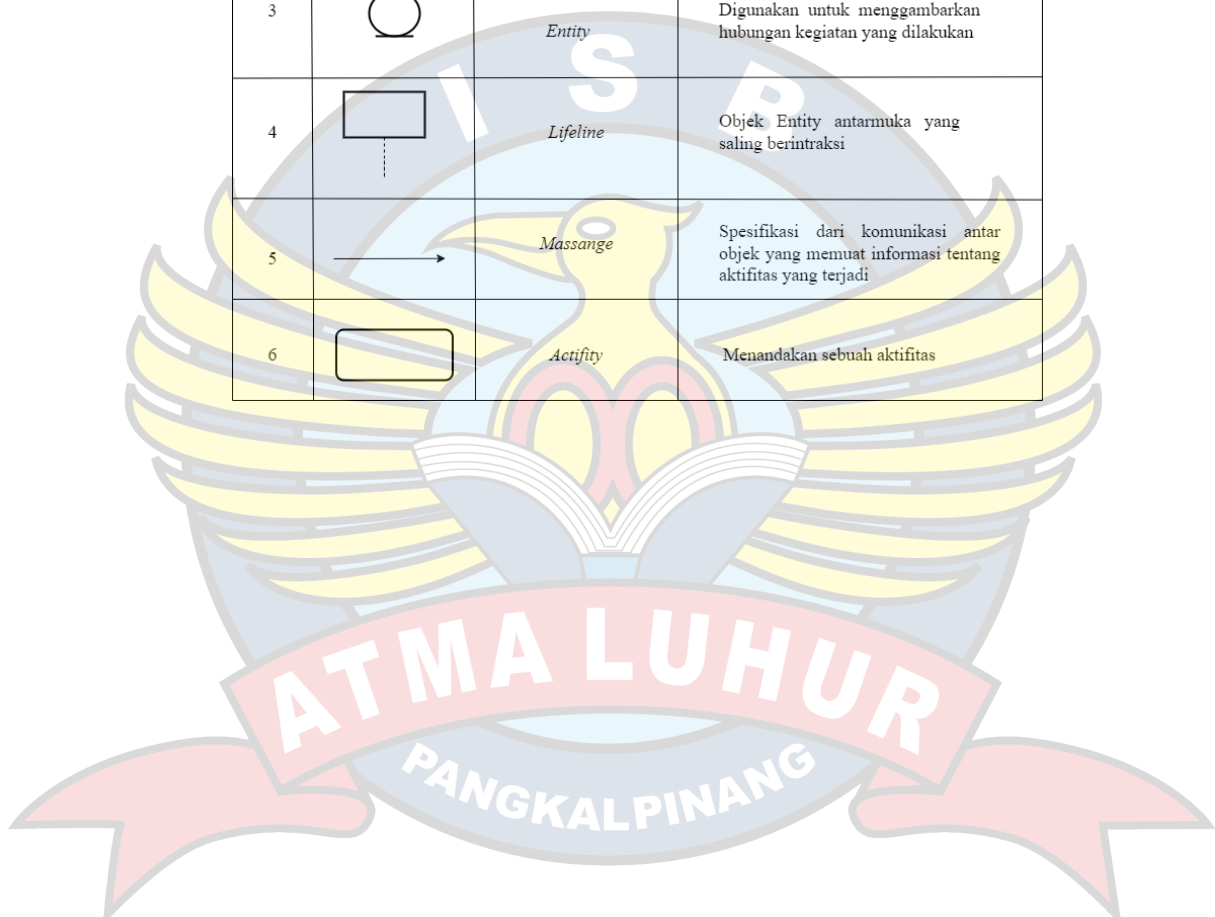 3
Entity
Digunakan untuk menggambarkan
hubungan kegiatan yang dilakukan
4
Lifeline
Objek Entity antarmuka yang
saling berintraksi
5
Massange
Spesifikasi dari komunikasi antar
objek yang memuat informasi tentang
aktifitas yang terjadi
6
Actifity
Menandakan sebuah aktifitas
I S B
ATMA LUHUR
PANGKALPINANG